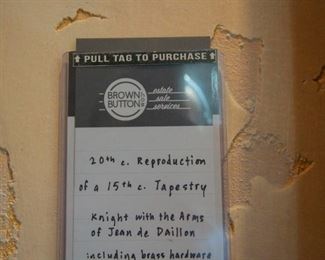 PULL TAG TO PURCHASE
BROWN
BUTTON
estate
sale
services
20th c. Reproduction
of a 15th c. Tapestry
Knight with the Arms
of Jean de Daillon
including brass hardware